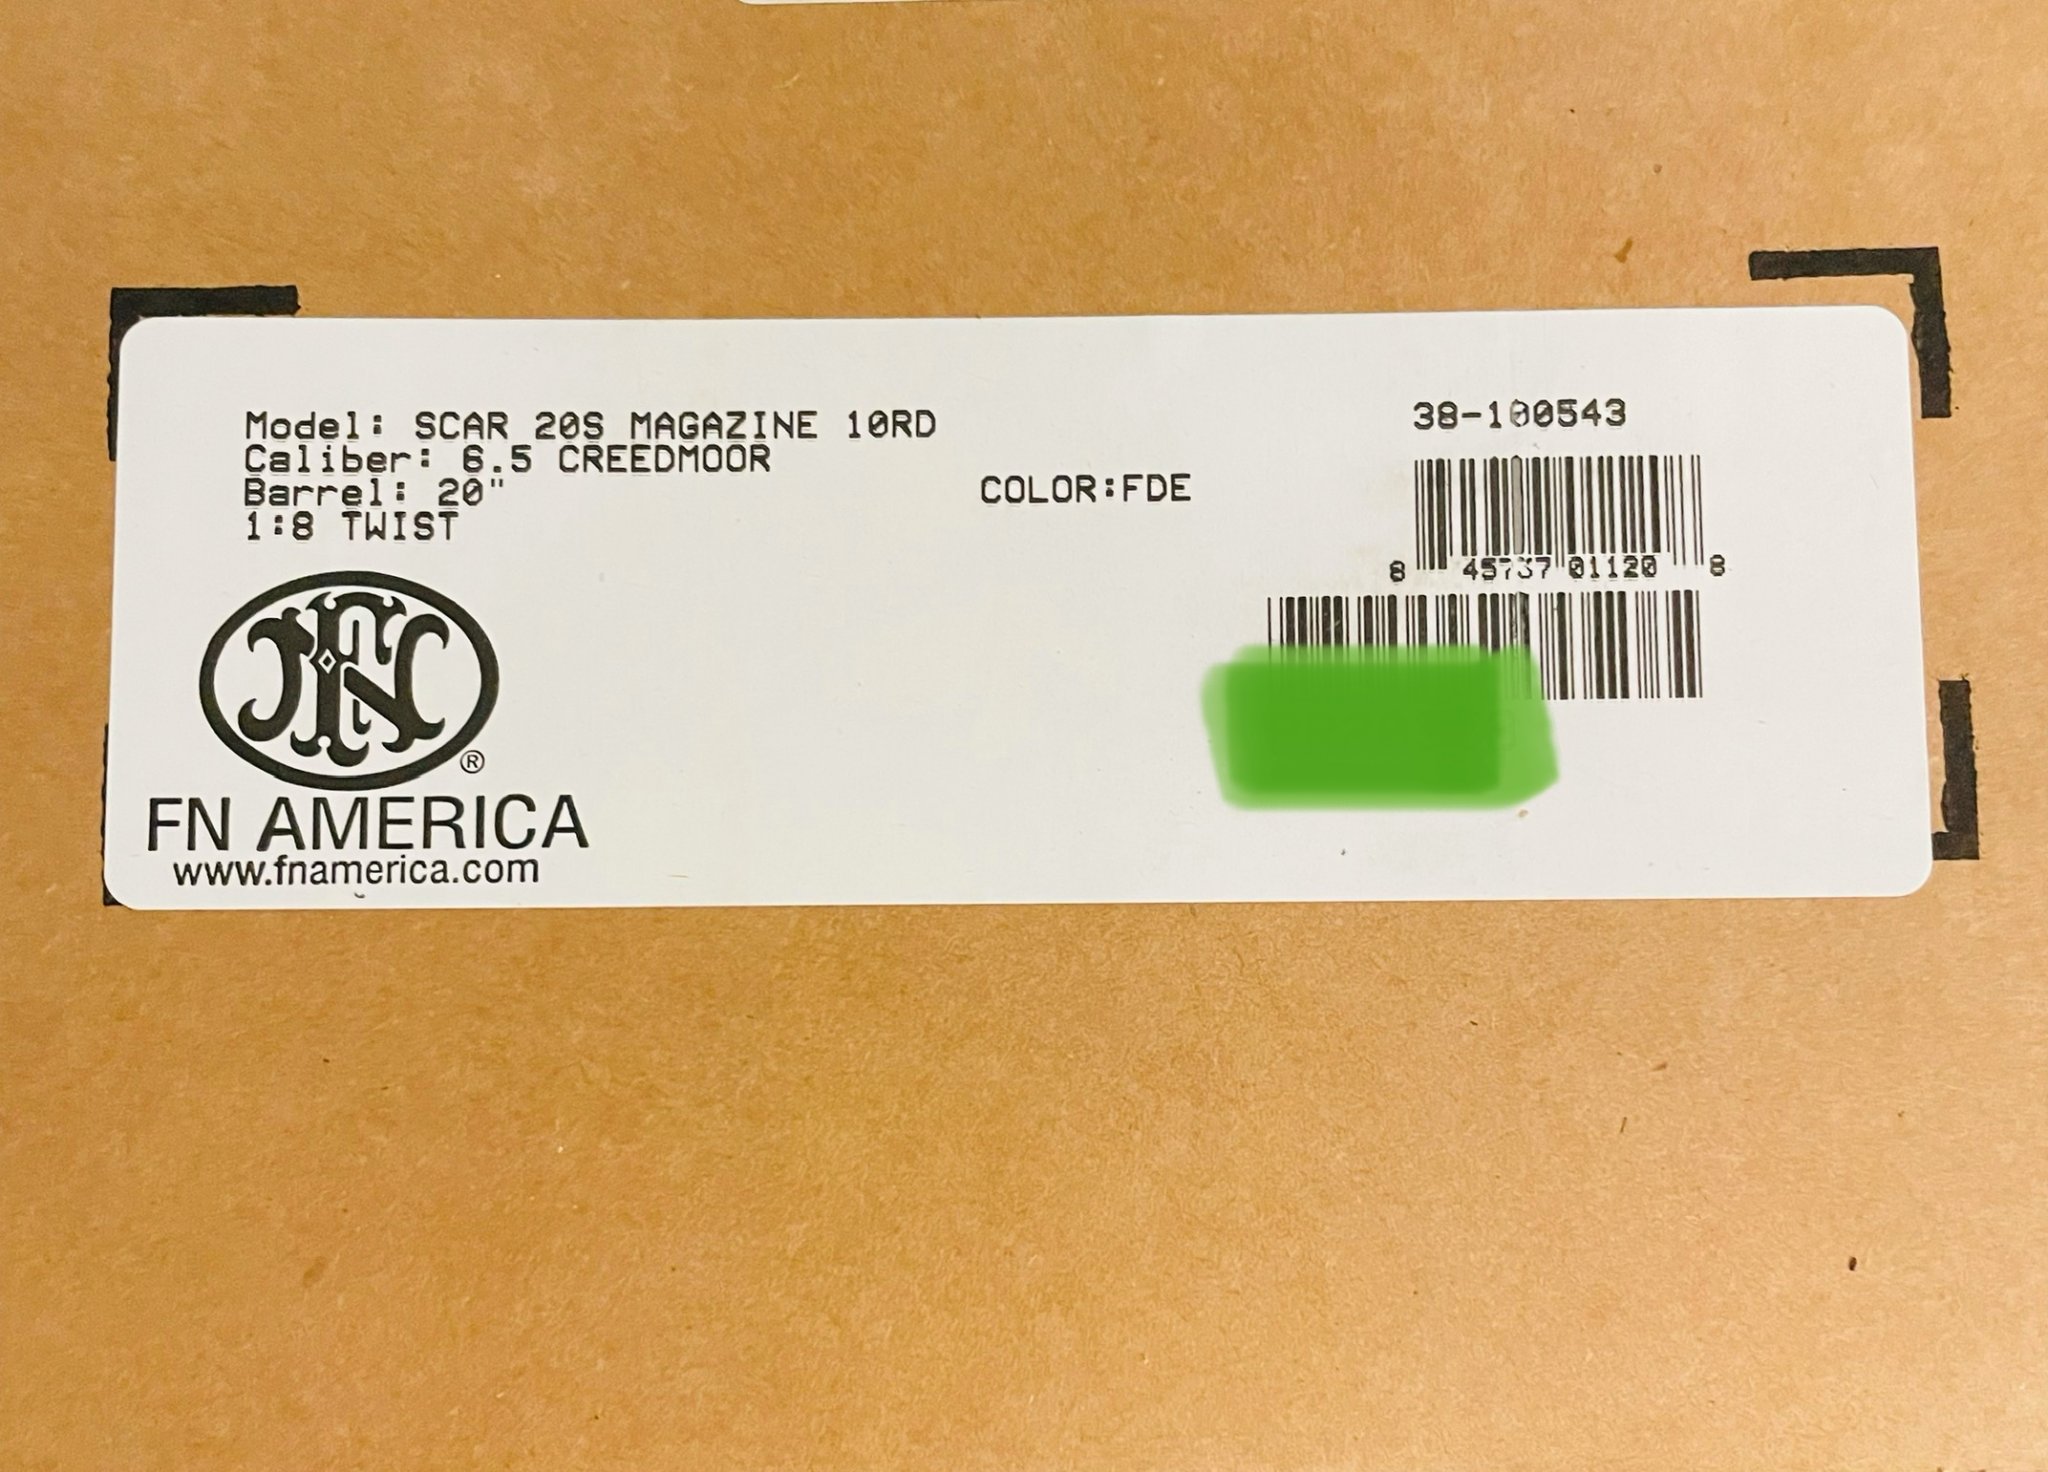 Model: SCAR 20S MAGAZINE 10RD
Caliber: 6.5 CREEDMOOR
Barrel: 20"
1:8 TWIST
COLOR:FDE
38-100543
8 45737 01120 8
FN
®
FN AMERICA
www.fnamerica.com